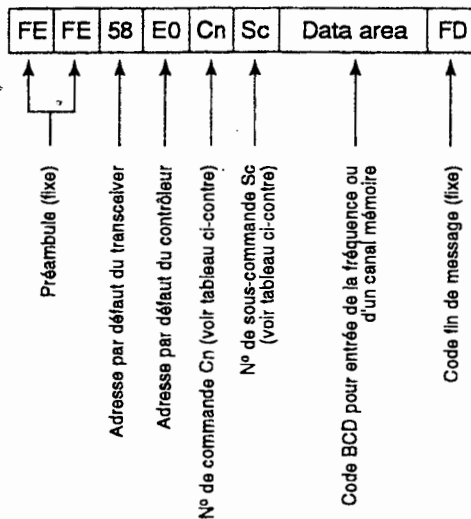 FE FE 58 E0 Cn Sc Data area FD
Préambule (fixe)
Adresse par défaut du transceiver
Adresse par défaut du contrôleur
Nº de commande Cn (voir tableau ci-contre)
Nº de sous-commande Sc
(voir tableau ci-contre)
Code BCD pour entrée de la fréquence ou
d'un canal mémoire
Code fin de message (fixe)